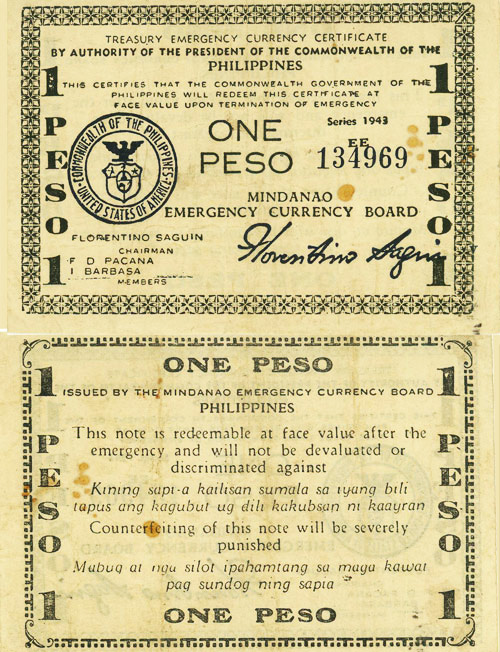 TREASURY EMERGENCY CURRENCY CERTIFICATE
BY AUTHORITY OF THE PRESIDENT OF THE COMMONWEALTH OF THE
PHILIPPINES
1 PESO 1
THIS CERTIFIES THAT THE COMMONWEALTH GOVERNMENT OF THE
PHILIPPINES WILL REDEEM THIS CERTIFICATE AT
FACE VALUE UPON TERMINATION OF EMERGENCY
1 PESO 1
COMMONWEALTH OF THE PHILIPPINES
UNITED STATES OF AMERICA
ONE
PESO
Series 1943
EE
134969
MINDANAO
EMERGENCY CURRENCY BOARD
FLORENTINO SAGUIN
CHAIRMAN
F D PACANA
I BARBASA
MEMBERS
Florentino Saguin
ONE PESO
1 PESO 1
ISSUED BY THE MINDANAO EMERGENCY CURRENCY BOARD
PHILIPPINES
1 PESO 1
This note is redeemable at face value after the
emergency and will not be devaluated or
discriminated against
Kining sapi-a kailisan sumala sa iyang bili
tapus ang kagubut ug dili kakubsan ni kaayran
Counterfeiting of this note will be severely
punished
Mabug at nga silot ipahamtang sa maga kawat
pag sundog ning sapia
ONE PESO